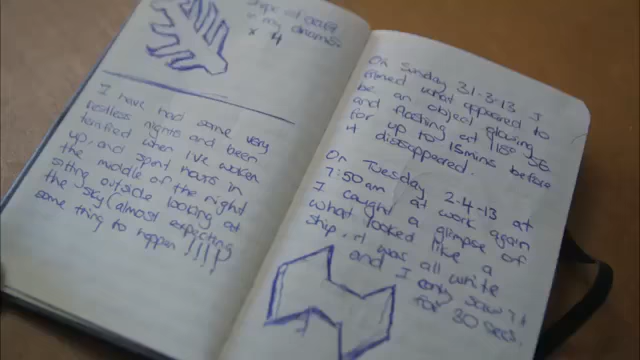 ships at
in my dreams
x 4
I have had some very
restless nights and been
terrified when I've woken
up, and spent hours in
the middle of the night
sitting outside looking at
the sky (almost expecting
some thing to happen !!!!)
On Sunday 31-3-13 I
noticed what appeared to
be an object glowing
and floating at 1150
for up to 15mins before
it disappeared.
On Tuesday 2-4-13 at
7:50am at work again
I caught a glimpse of
what looked like a
ship, it was all white
and I only saw it
for 30 secs.